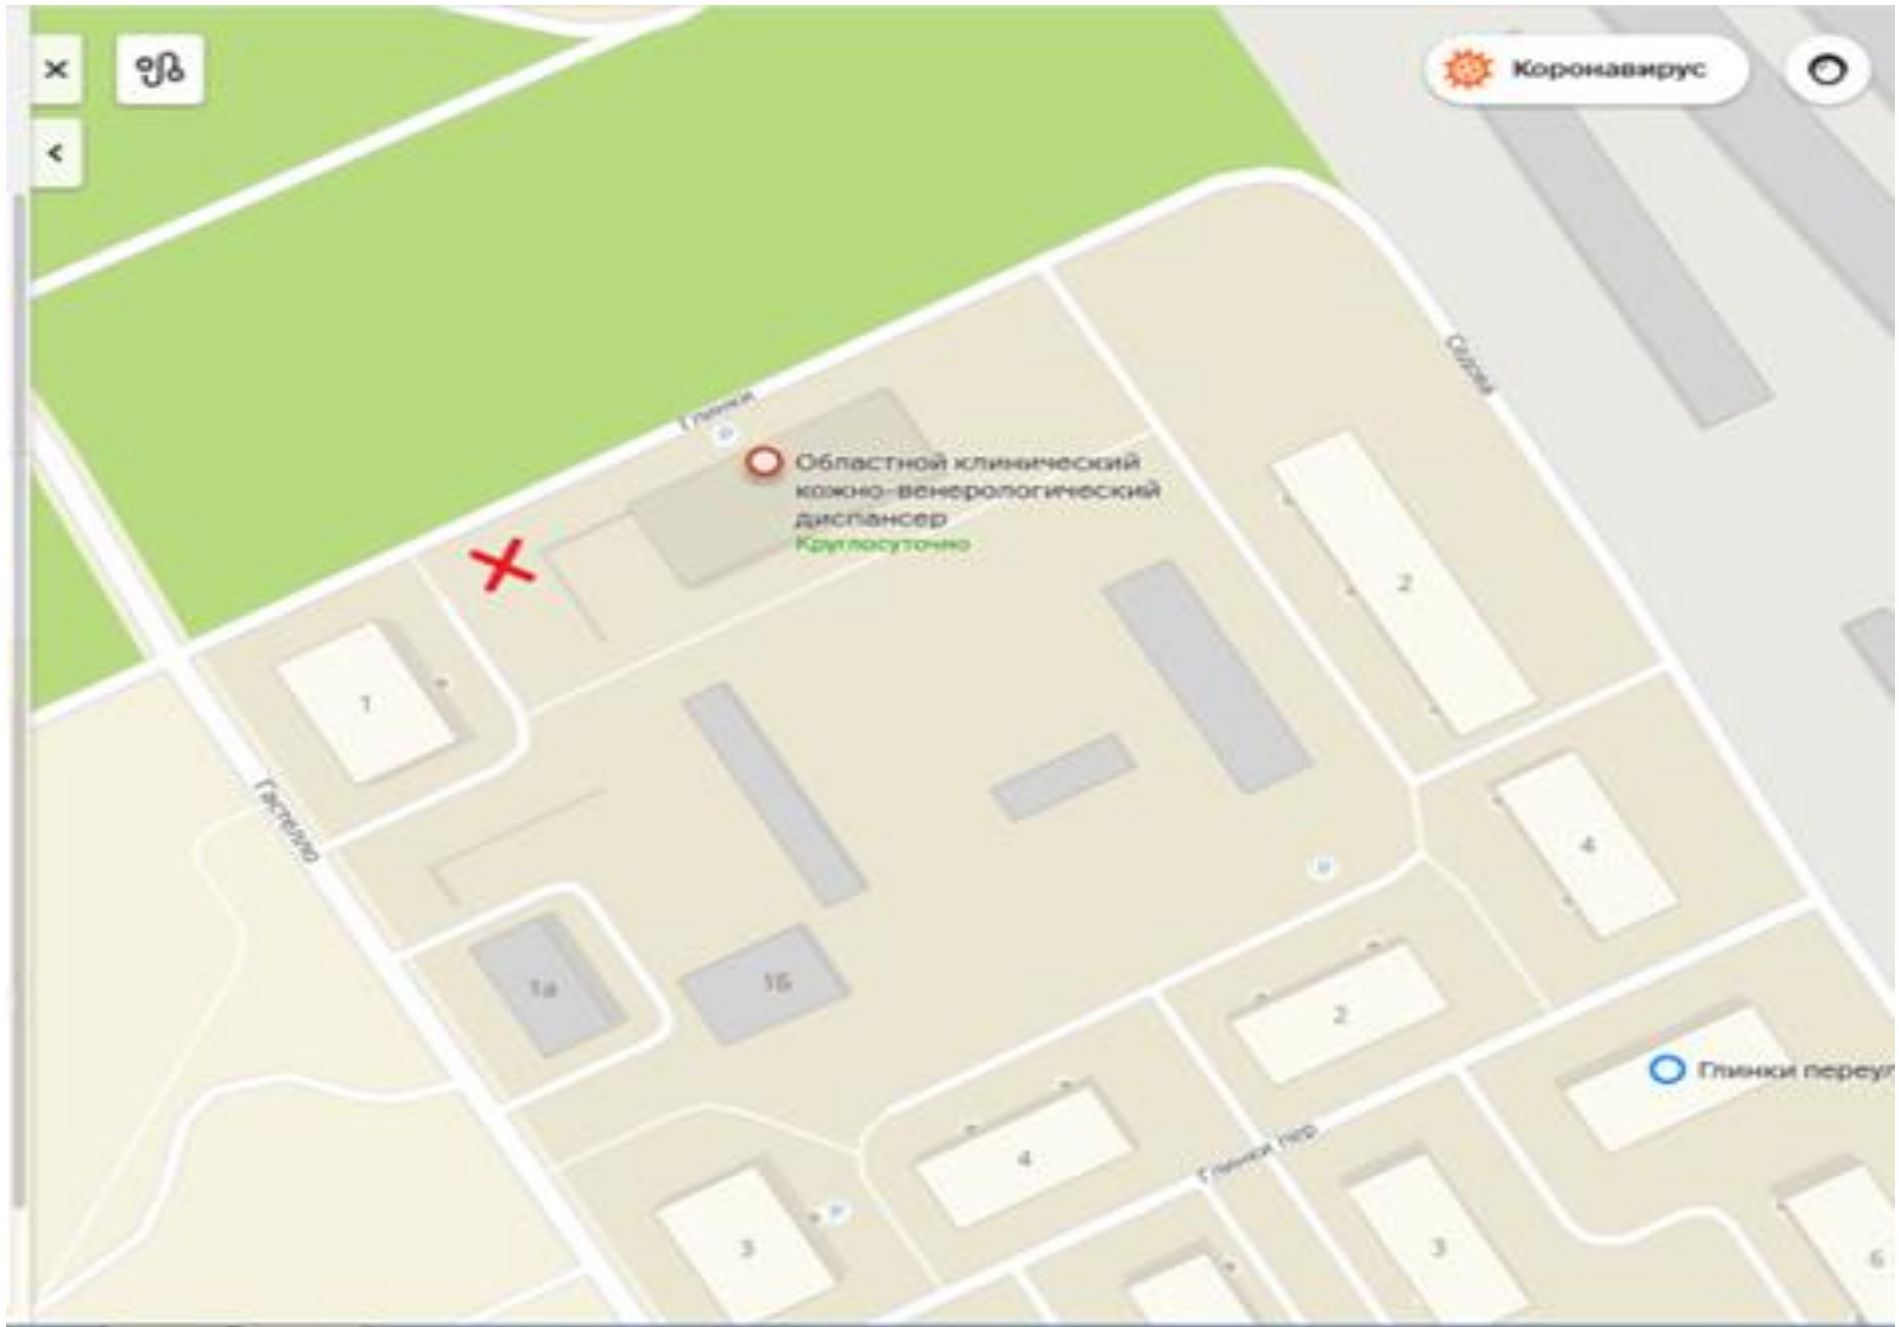 Коронавирус
Седова
Глинки
Областной клинический
кожно-венерологический
диспансер
Круглосуточно
2
1
Гастелло
4
1а
1Б
2
Глинки переул
Глинки пер
4
3
3
6